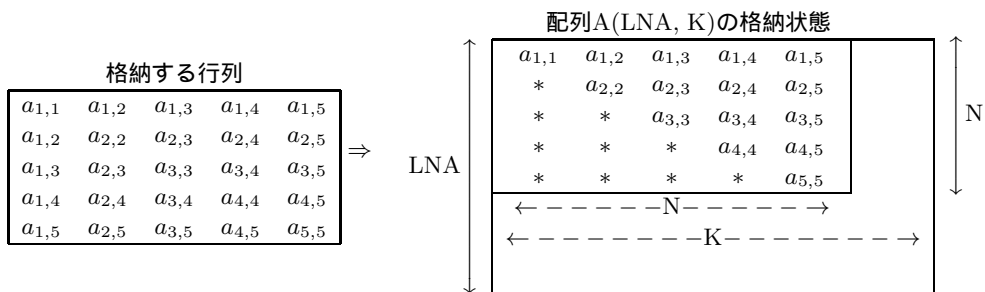 格納する行列
a1,1 a1,2 a1,3 a1,4 a1,5
a1,2 a2,2 a2,3 a2,4 a2,5
a1,3 a2,3 a3,3 a3,4 a3,5
a1,4 a2,4 a3,4 a4,4 a4,5
a1,5 a2,5 a3,5 a4,5 a5,5
⇒
配列A(LNA, K)の格納状態
LNA
a1,1 a1,2 a1,3 a1,4 a1,5
* a2,2 a2,3 a2,4 a2,5
* * a3,3 a3,4 a3,5
* * * a4,4 a4,5
* * * * a5,5
N
N
K